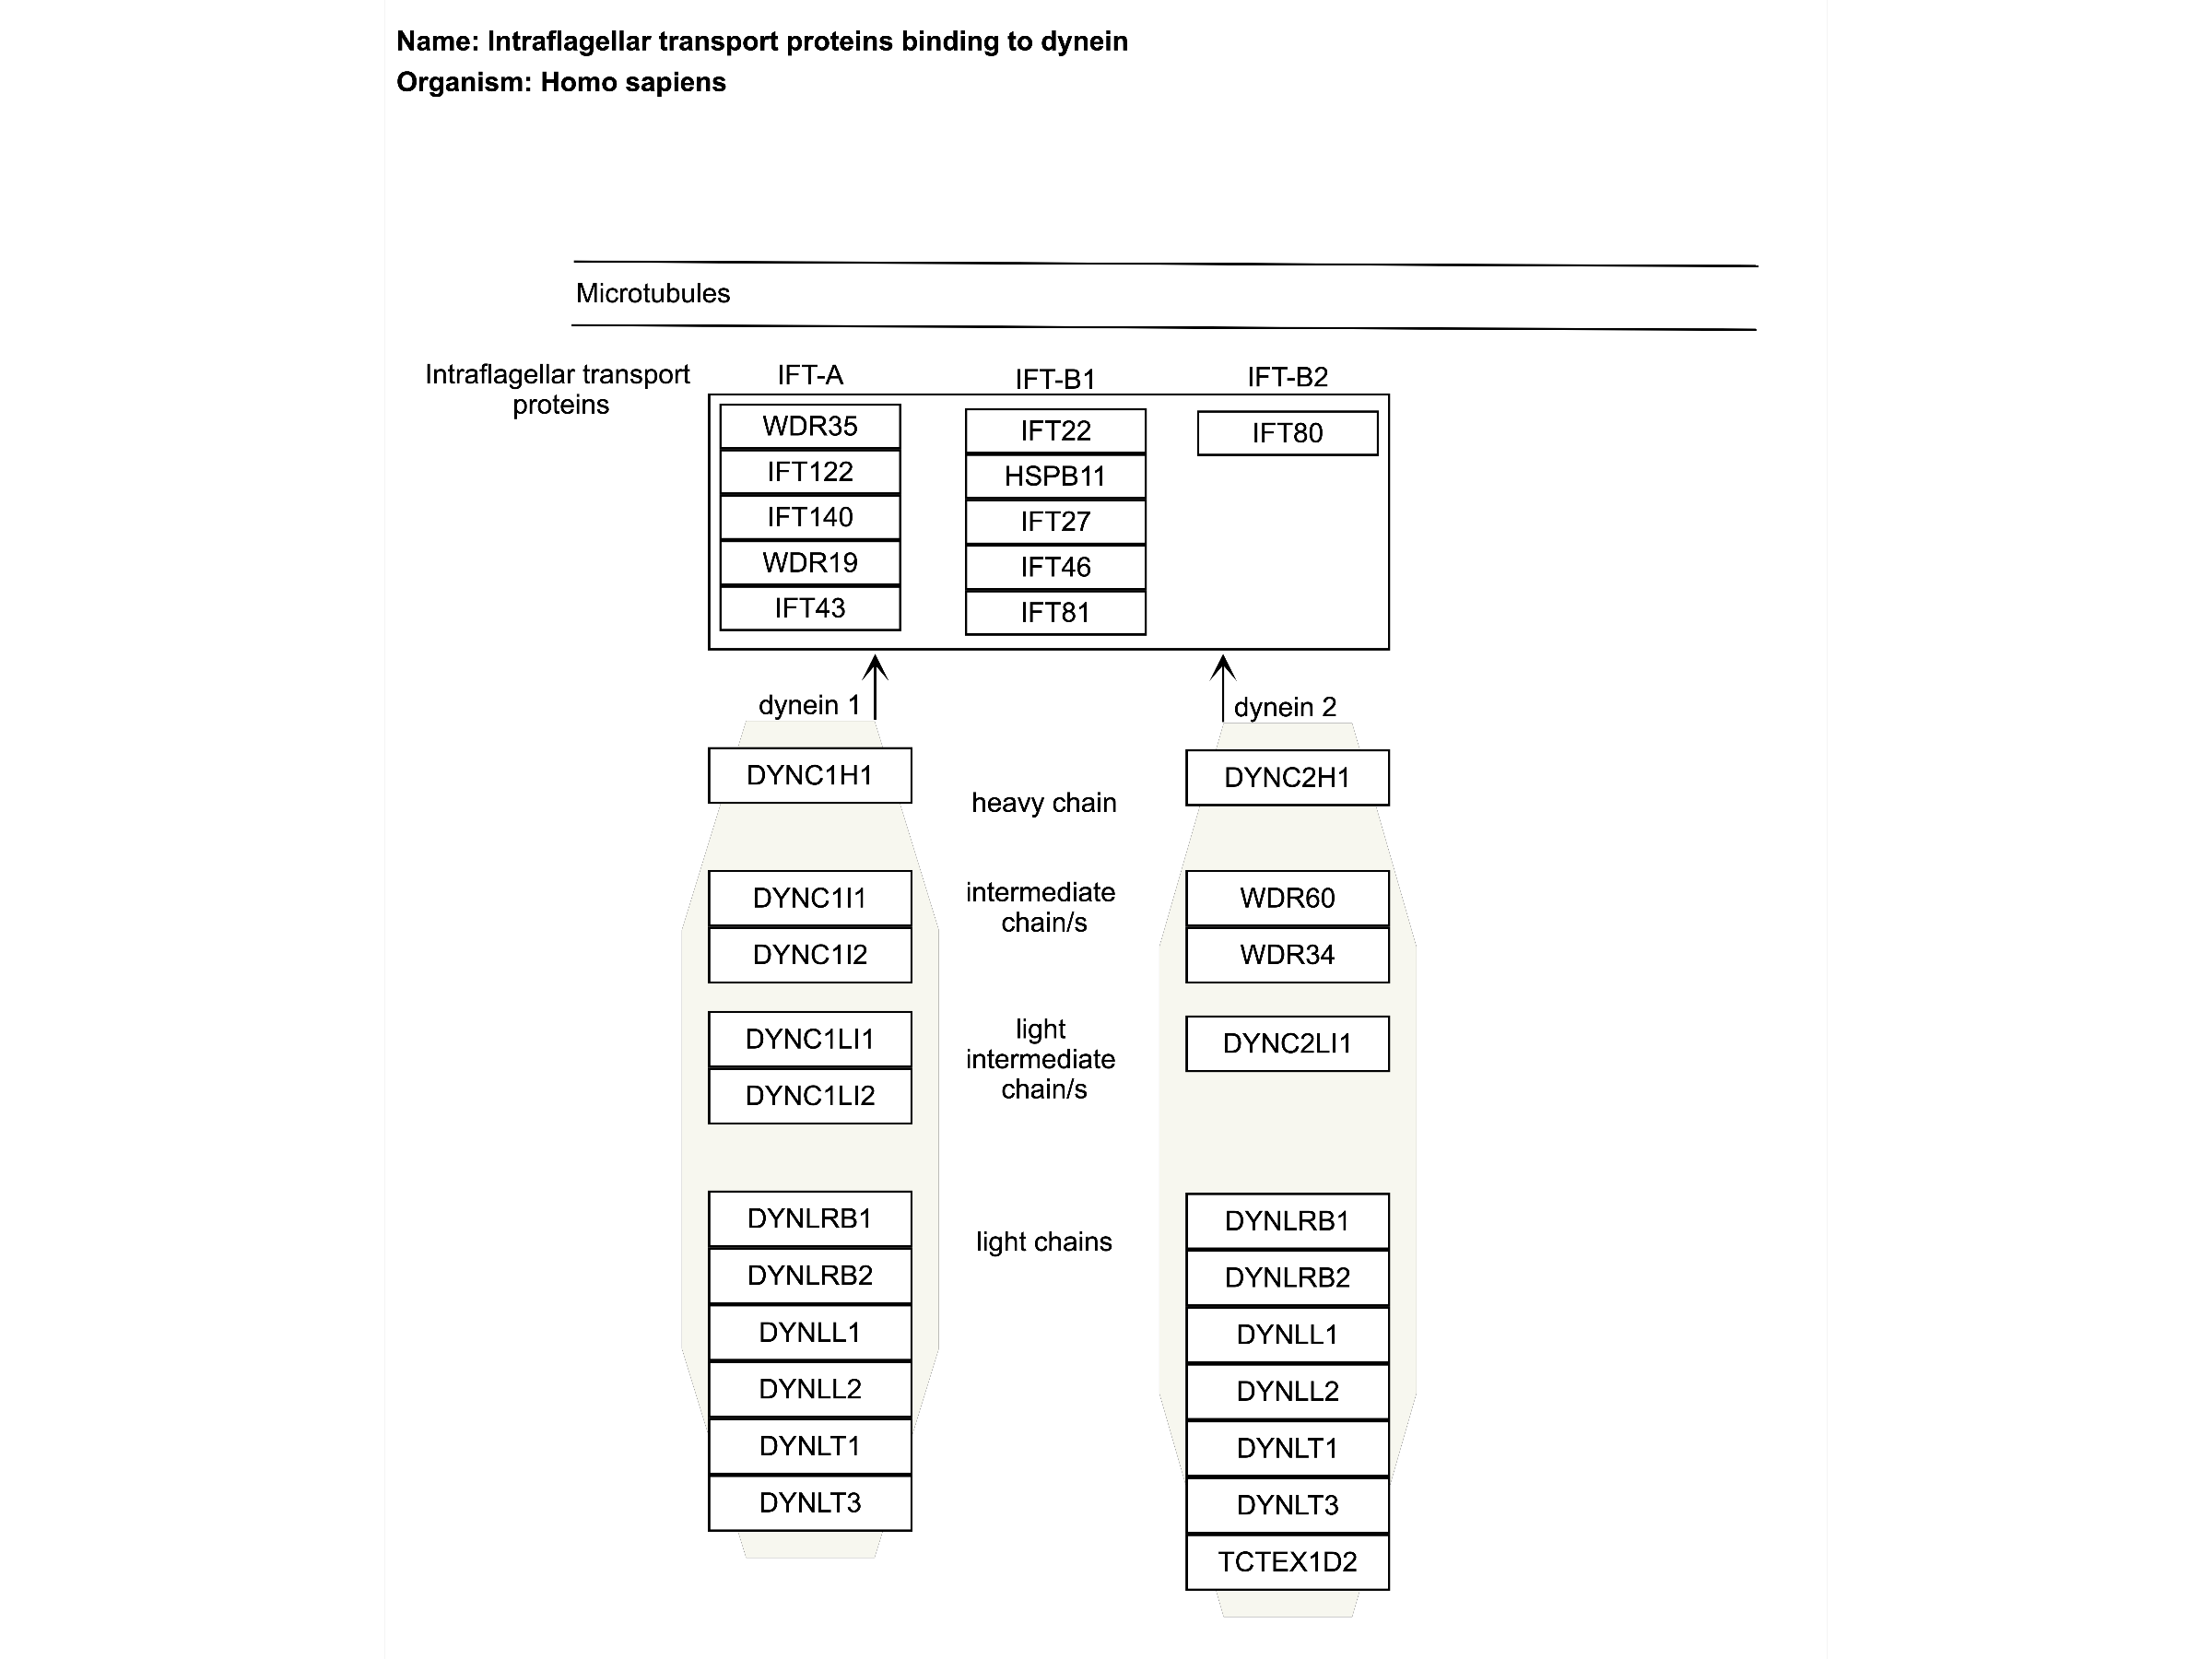 Name: Intraflagellar transport proteins binding to dynein
Organism: Homo sapiens
Microtubules
Intraflagellar transport
proteins
IFT-A
IFT-B1
IFT-B2
WDR35
IFT122
IFT140
WDR19
IFT43
IFT22
HSPB11
IFT27
IFT46
IFT81
IFT80
dynein 1
dynein 2
DYNC1H1
heavy chain
DYNC2H1
DYNC1I1
DYNC1I2
intermediate
chain/s
WDR60
WDR34
DYNC1LI1
DYNC1LI2
light
intermediate
chain/s
DYNC2LI1
DYNLRB1
DYNLRB2
DYNLL1
DYNLL2
DYNLT1
DYNLT3
light chains
DYNLRB1
DYNLRB2
DYNLL1
DYNLL2
DYNLT1
DYNLT3
TCTEX1D2